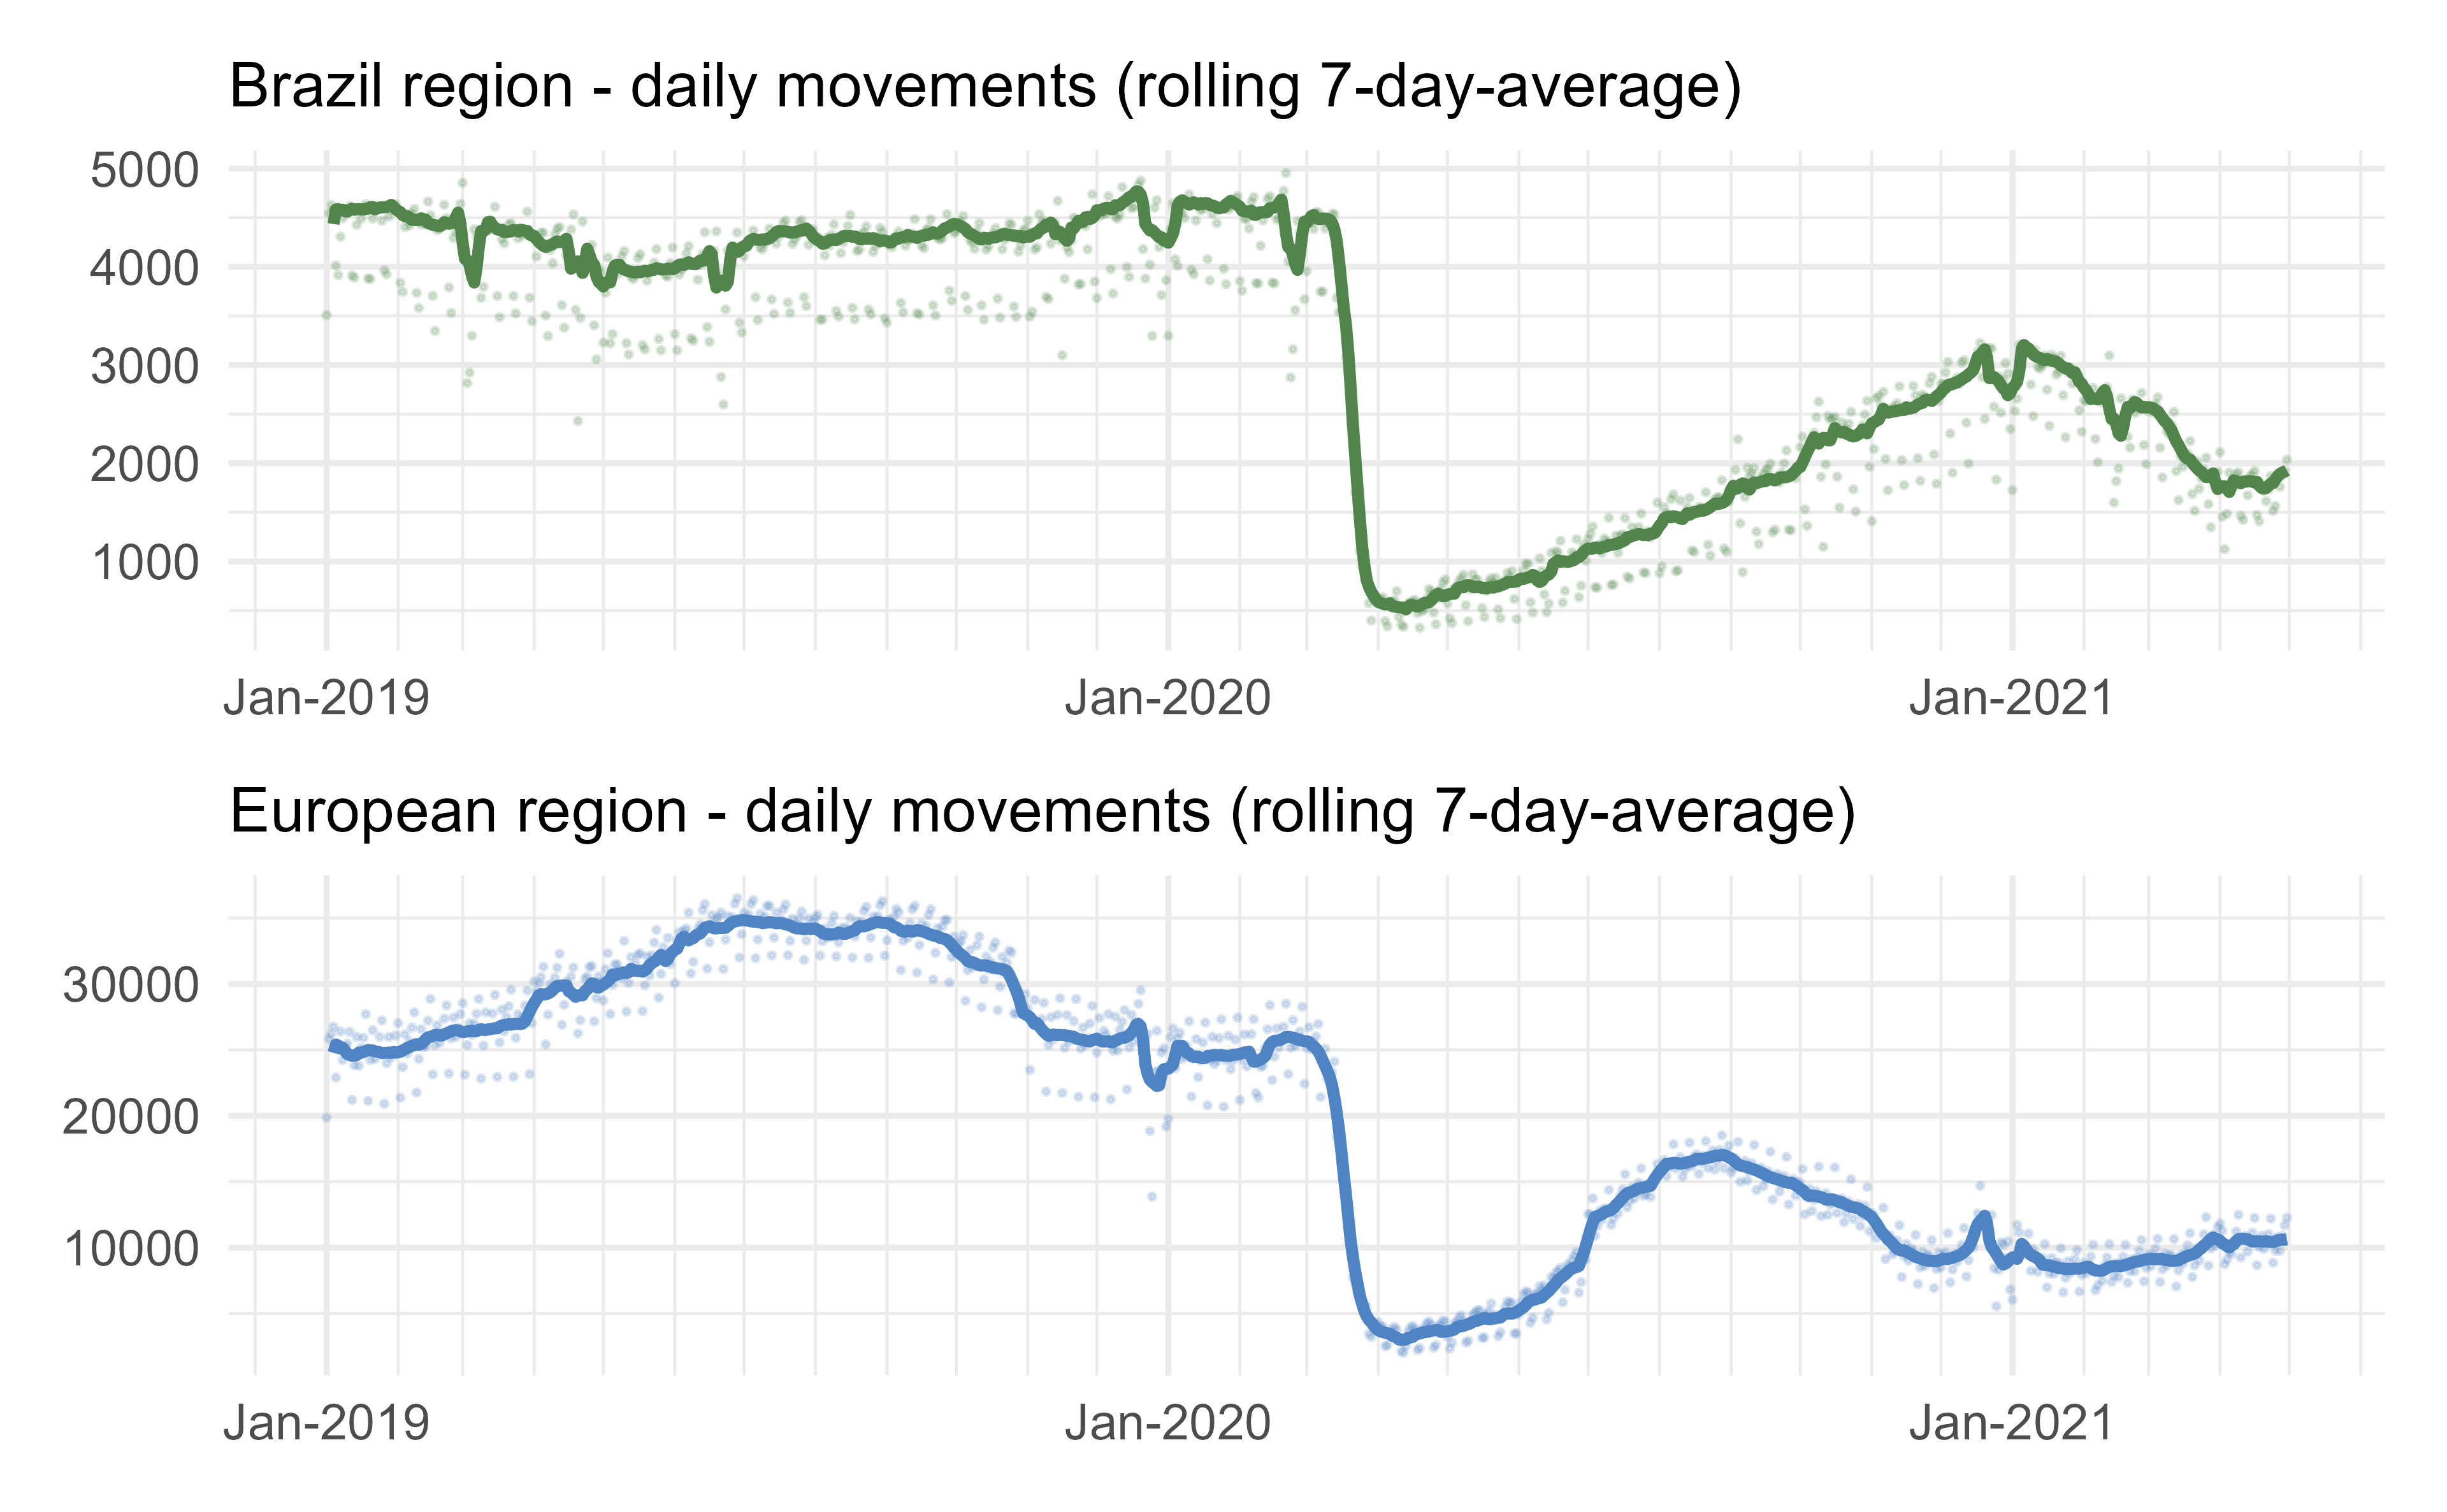 Brazil region - daily movements (rolling 7-day-average)
5000
4000
3000
2000
1000
Jan-2019 Jan-2020 Jan-2021
European region - daily movements (rolling 7-day-average)
30000
20000
10000
Jan-2019 Jan-2020 Jan-2021